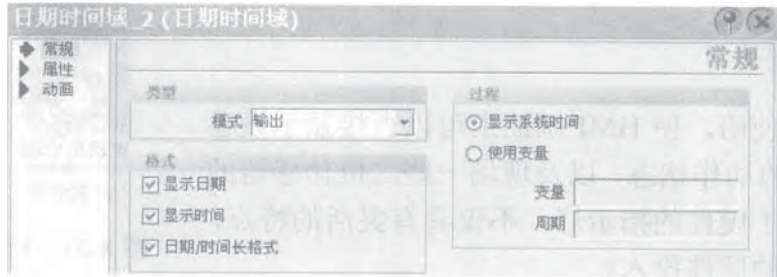 日期时间域_2(日期时间域)
常规
属性
动画
常规
类型
模式 输出
格式
显示日期
显示时间
日期/时间长格式
过程
显示系统时间
使用变量
变量
周期